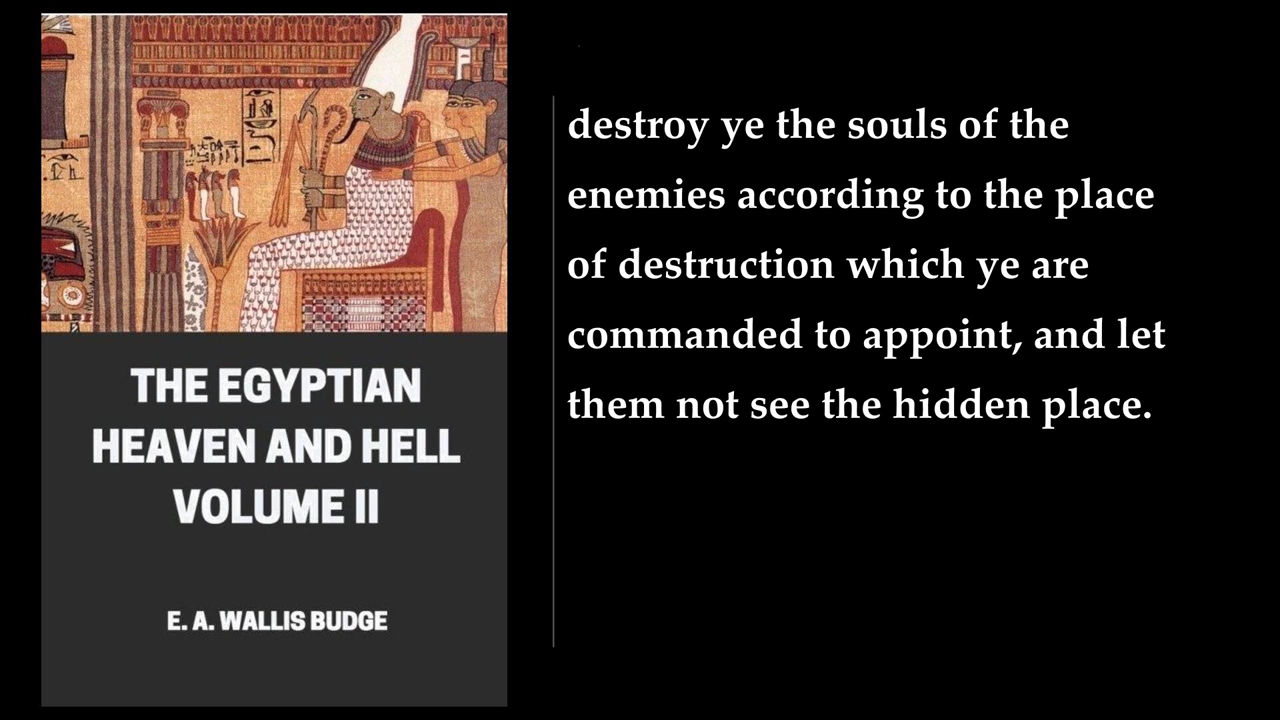 THE EGYPTIAN
HEAVEN AND HELL
VOLUME II
E. A. WALLIS BUDGE
destroy ye the souls of the
enemies according to the place
of destruction which ye are
commanded to appoint, and let
them not see the hidden place.